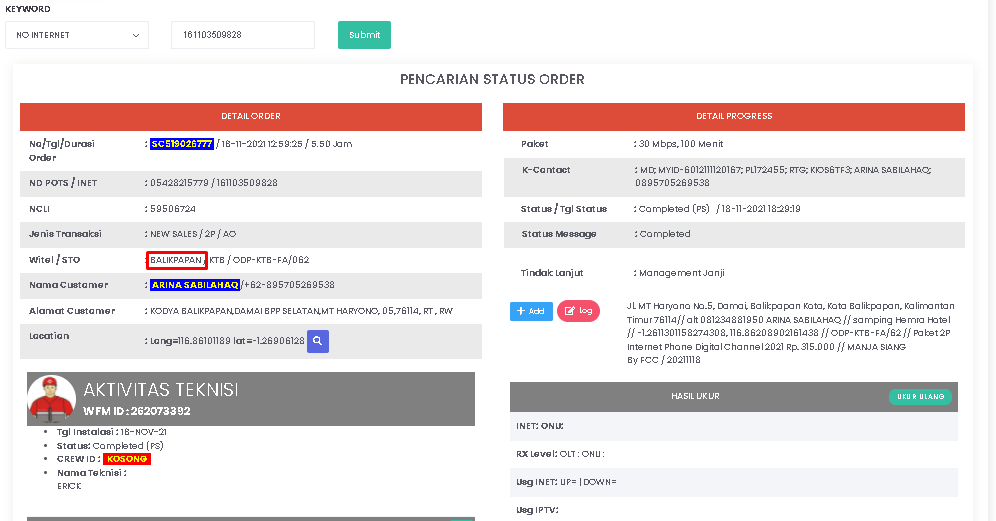 KEYWORD
NO INTERNET
161103509828
Submit
PENCARIAN STATUS ORDER
DETAIL ORDER
No/Tgl/Durasi Order : SC519026777 / 18-11-2021 12:59:25 / 5.50 Jam
ND POTS / INET : 05428215779 / 161103509828
NCLI : 59506724
Jenis Transaksi : NEW SALES / 2P / AO
Witel / STO : BALIKPAPAN / KTB / ODP-KTB-FA/062
Nama Customer : ARINA SABILAHAQ/+62-895705269538
Alamat Customer : KODYA BALIKPAPAN,DAMAI BPP SELATAN,MT HARYONO, 05,76114, RT , RW
Location : Long=116.86101189 lat=-1.26906128
AKTIVITAS TEKNISI
WFM ID : 262073392
• Tgl Instalasi : 18-NOV-21
• Status: Completed (PS)
• CREW ID : KOSONG
• Nama Teknisi :
ERICK
DETAIL PROGRESS
Paket : 30 Mbps, 100 Menit
K-Contact : MD; MYID-6012111120167; PL172455; RTG; KIOS6TF3; ARINA SABILAHAQ;
0895705269538
Status / Tgl Status : Completed (PS) / 18-11-2021 18:29:19
Status Message : Completed
Tindak Lanjut : Management Janji
+ Add
Log
Jl. MT Haryono No.5, Damai, Balikpapan Kota, Kota Balikpapan, Kalimantan
Timur 76114// alt 081234881950 ARINA SABILAHAQ // samping Hemra Hotel
// -1.2611301158274308, 116.86208902161438 // ODP-KTB-FA/62 // Paket 2P
Internet Phone Digital Channel 2021 Rp. 315.000 // MANJA SIANG
By FCC / 20211118
HASIL UKUR
UKUR ULANG
INET: ONU:
RX Level: OLT : ONU :
Usg INET: UP= | DOWN=
Usg IPTV: